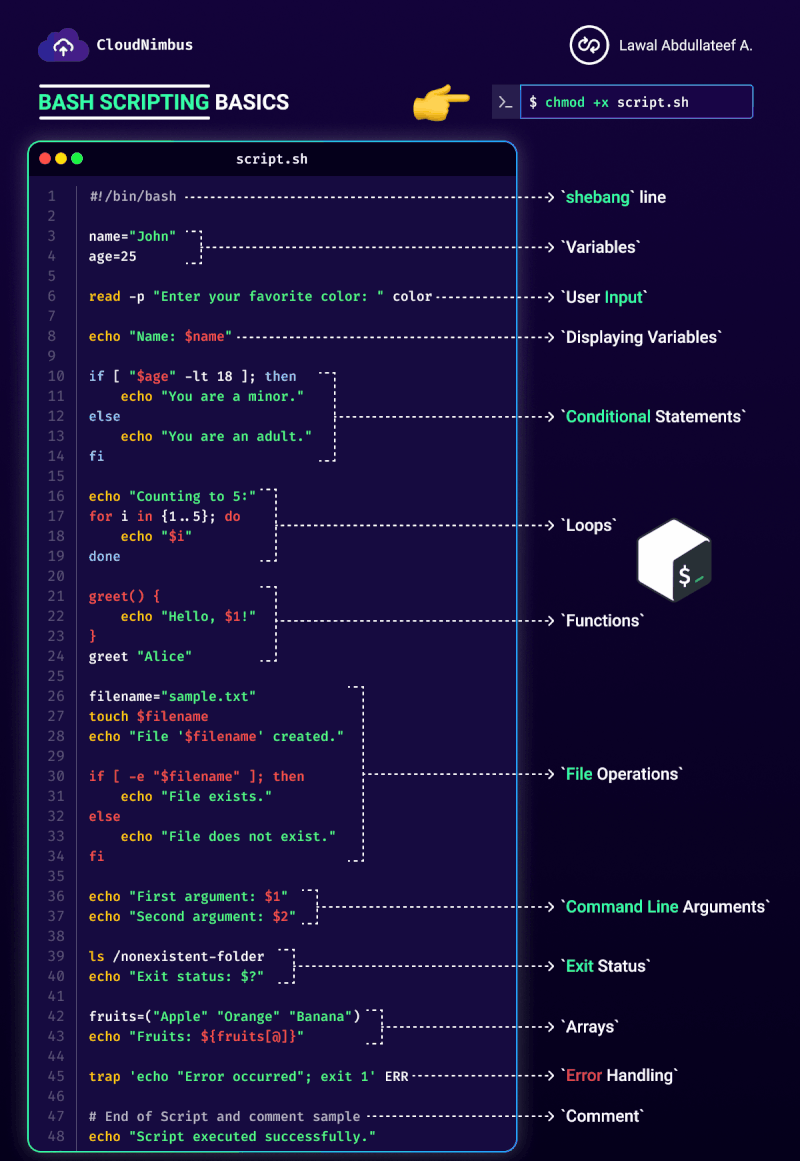 CloudNimbus
Lawal Abdullateef A.
BASH SCRIPTING BASICS
>_ $ chmod +x script.sh
script.sh
1 #!/bin/bash `shebang` line
2
3 name="John"
`Variables`
4 age=25
5
6 read -p "Enter your favorite color: " color `User Input`
7
8 echo "Name: $name" `Displaying Variables`
9
10 if [ "$age" -lt 18 ]; then
11 echo "You are a minor."
12 else `Conditional Statements`
13 echo "You are an adult."
14 fi
15
16 echo "Counting to 5:"
17 for i in {1..5}; do
`Loops`
18 echo "$i"
19 done
$_
20
21 greet() {
22 echo "Hello, $1!" `Functions`
23 }
24 greet "Alice"
25
26 filename="sample.txt"
27 touch $filename
28 echo "File '$filename' created."
29
30 if [ -e "$filename" ]; then `File Operations`
31 echo "File exists."
32 else
33 echo "File does not exist."
34 fi
35
36 echo "First argument: $1"
`Command Line Arguments`
37 echo "Second argument: $2"
38
39 ls /nonexistent-folder
`Exit Status`
40 echo "Exit status: $?"
41
42 fruits=("Apple" "Orange" "Banana")
`Arrays`
43 echo "Fruits: ${fruits[@]}"
44
45 trap 'echo "Error occurred"; exit 1' ERR `Error Handling`
46
47 # End of Script and comment sample `Comment`
48 echo "Script executed successfully."